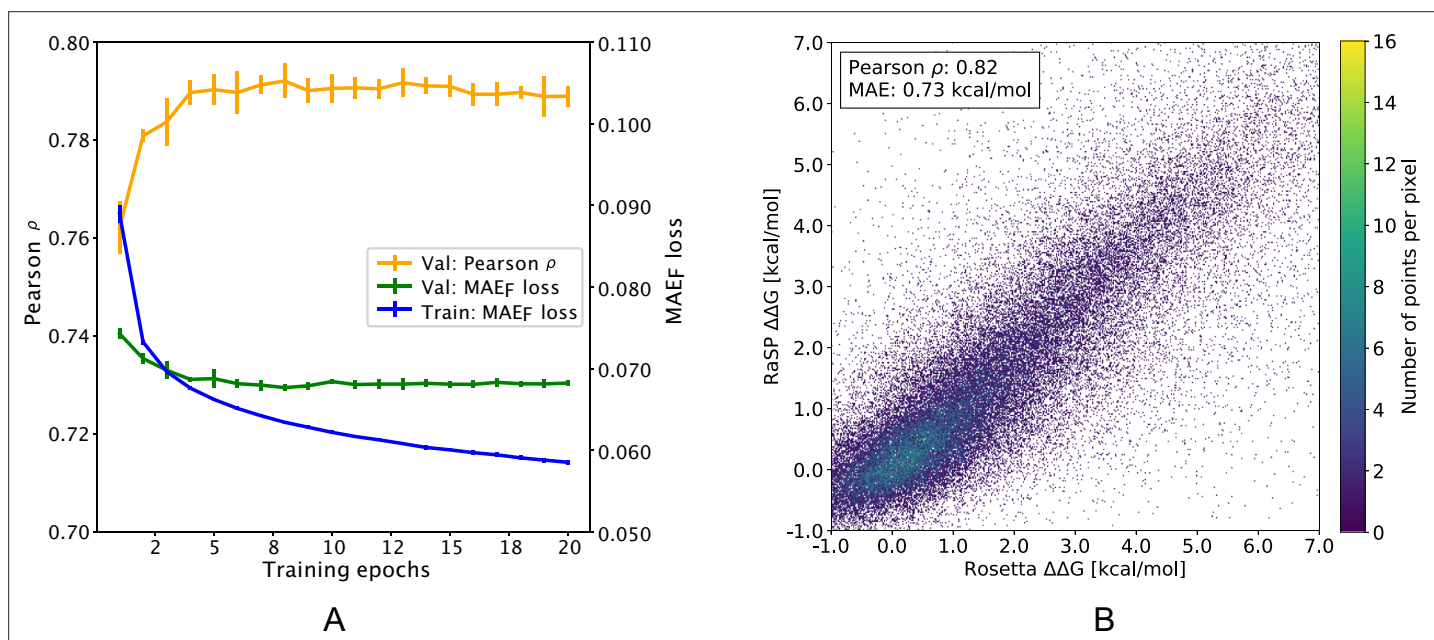 0.80
0.78
0.76
0.74
0.72
0.70
Pearson ρ
0.110
0.100
0.090
0.080
0.070
0.060
0.050
MAEF loss
Val: Pearson ρ
Val: MAEF loss
Train: MAEF loss
2 5 8 10 12 15 18 20
Training epochs
A
7.0
6.0
5.0
4.0
3.0
2.0
1.0
0.0
-1.0
RaSP ΔΔG [kcal/mol]
Pearson ρ: 0.82
MAE: 0.73 kcal/mol
-1.0 0.0 1.0 2.0 3.0 4.0 5.0 6.0 7.0
Rosetta ΔΔG [kcal/mol]
16
14
12
10
8
6
4
2
0
Number of points per pixel
B